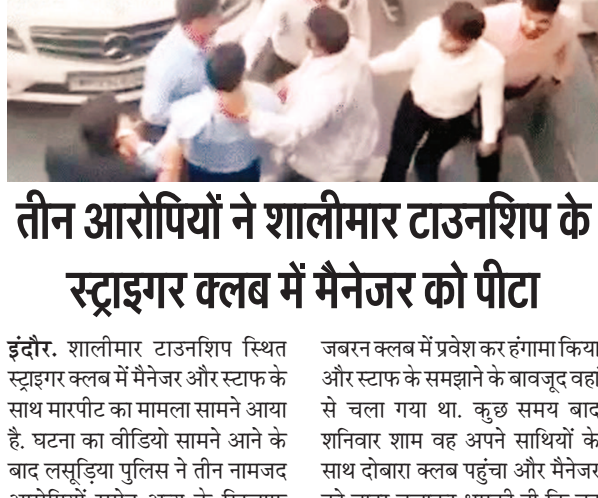 तीन आरोपियों ने शालीमार टाउनशिप के
स्ट्राइगर क्लब में मैनेजर को पीटा
इंदौर. शालीमार टाउनशिप स्थित
स्ट्राइगर क्लब में मैनेजर और स्टाफ के
साथ मारपीट का मामला सामने आया
है. घटना का वीडियो सामने आने के
बाद लसूड़िया पुलिस ने तीन नामजद
जबरन क्लब में प्रवेश कर हंगामा किया
और स्टाफ के समझाने के बावजूद वहां
से चला गया था. कुछ समय बाद
शनिवार शाम वह अपने साथियों के
साथ दोबारा क्लब पहुंचा और मैनेजर